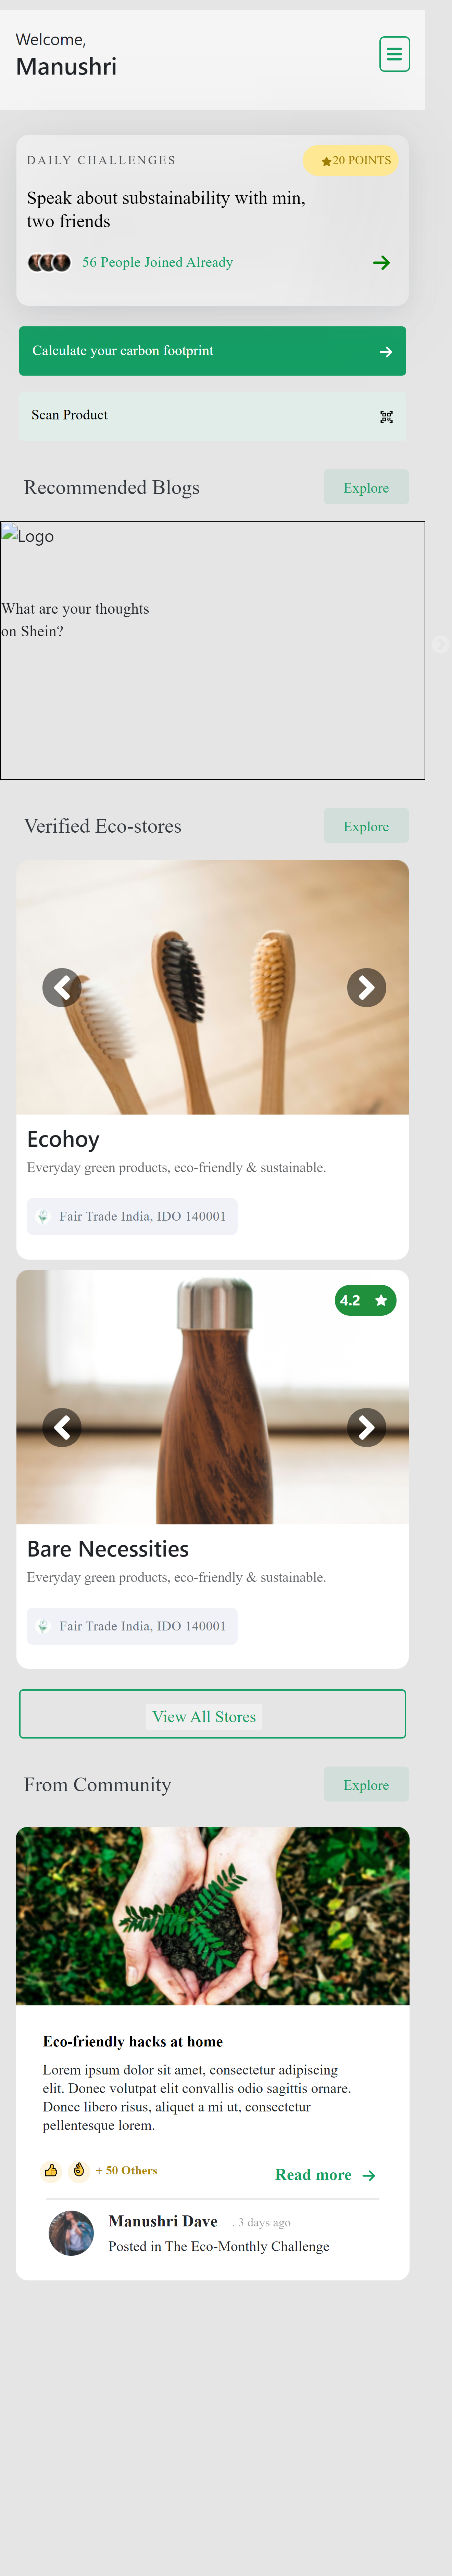 Welcome,
Manushri
DAILY CHALLENGES
20 POINTS
Speak about substainability with min,
two friends
56 People Joined Already
Calculate your carbon footprint
Scan Product
Recommended Blogs
Explore
Logo
What are your thoughts
on Shein?
Verified Eco-stores
Explore
Ecohoy
Everyday green products, eco-friendly & sustainable.
Fair Trade India, IDO 140001
4.2
Bare Necessities
Everyday green products, eco-friendly & sustainable.
Fair Trade India, IDO 140001
View All Stores
From Community
Explore
Eco-friendly hacks at home
Lorem ipsum dolor sit amet, consectetur adipiscing
elit. Donec volutpat elit convallis odio sagittis ornare.
Donec libero risus, aliquet a mi ut, consectetur
pellentesque lorem.
+ 50 Others
Read more
Manushri Dave . 3 days ago
Posted in The Eco-Monthly Challenge